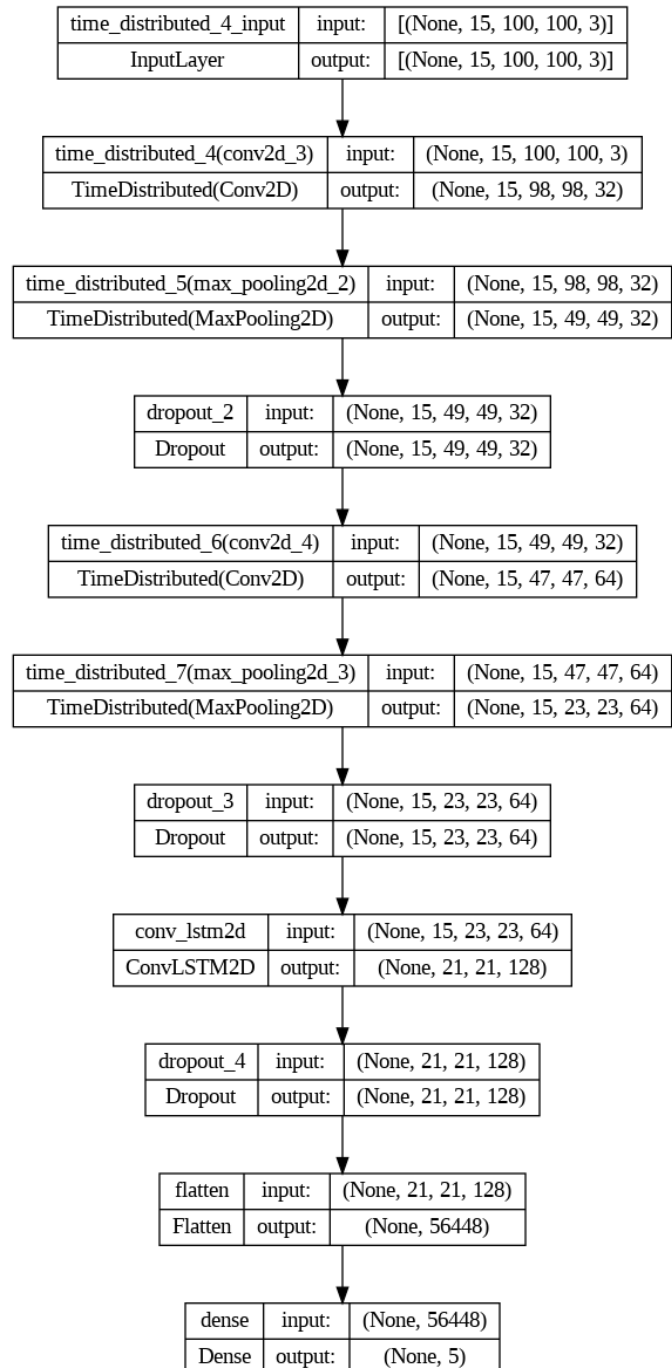 time_distributed_4_input input: [(None, 15, 100, 100, 3)]
InputLayer output: [(None, 15, 100, 100, 3)]
time_distributed_4(conv2d_3) input: (None, 15, 100, 100, 3)
TimeDistributed(Conv2D) output: (None, 15, 98, 98, 32)
time_distributed_5(max_pooling2d_2) input: (None, 15, 98, 98, 32)
TimeDistributed(MaxPooling2D) output: (None, 15, 49, 49, 32)
dropout_2 input: (None, 15, 49, 49, 32)
Dropout output: (None, 15, 49, 49, 32)
time_distributed_6(conv2d_4) input: (None, 15, 49, 49, 32)
TimeDistributed(Conv2D) output: (None, 15, 47, 47, 64)
time_distributed_7(max_pooling2d_3) input: (None, 15, 47, 47, 64)
TimeDistributed(MaxPooling2D) output: (None, 15, 23, 23, 64)
dropout_3 input: (None, 15, 23, 23, 64)
Dropout output: (None, 15, 23, 23, 64)
conv_lstm2d input: (None, 15, 23, 23, 64)
ConvLSTM2D output: (None, 21, 21, 128)
dropout_4 input: (None, 21, 21, 128)
Dropout output: (None, 21, 21, 128)
flatten input: (None, 21, 21, 128)
Flatten output: (None, 56448)
dense input: (None, 56448)
Dense output: (None, 5)